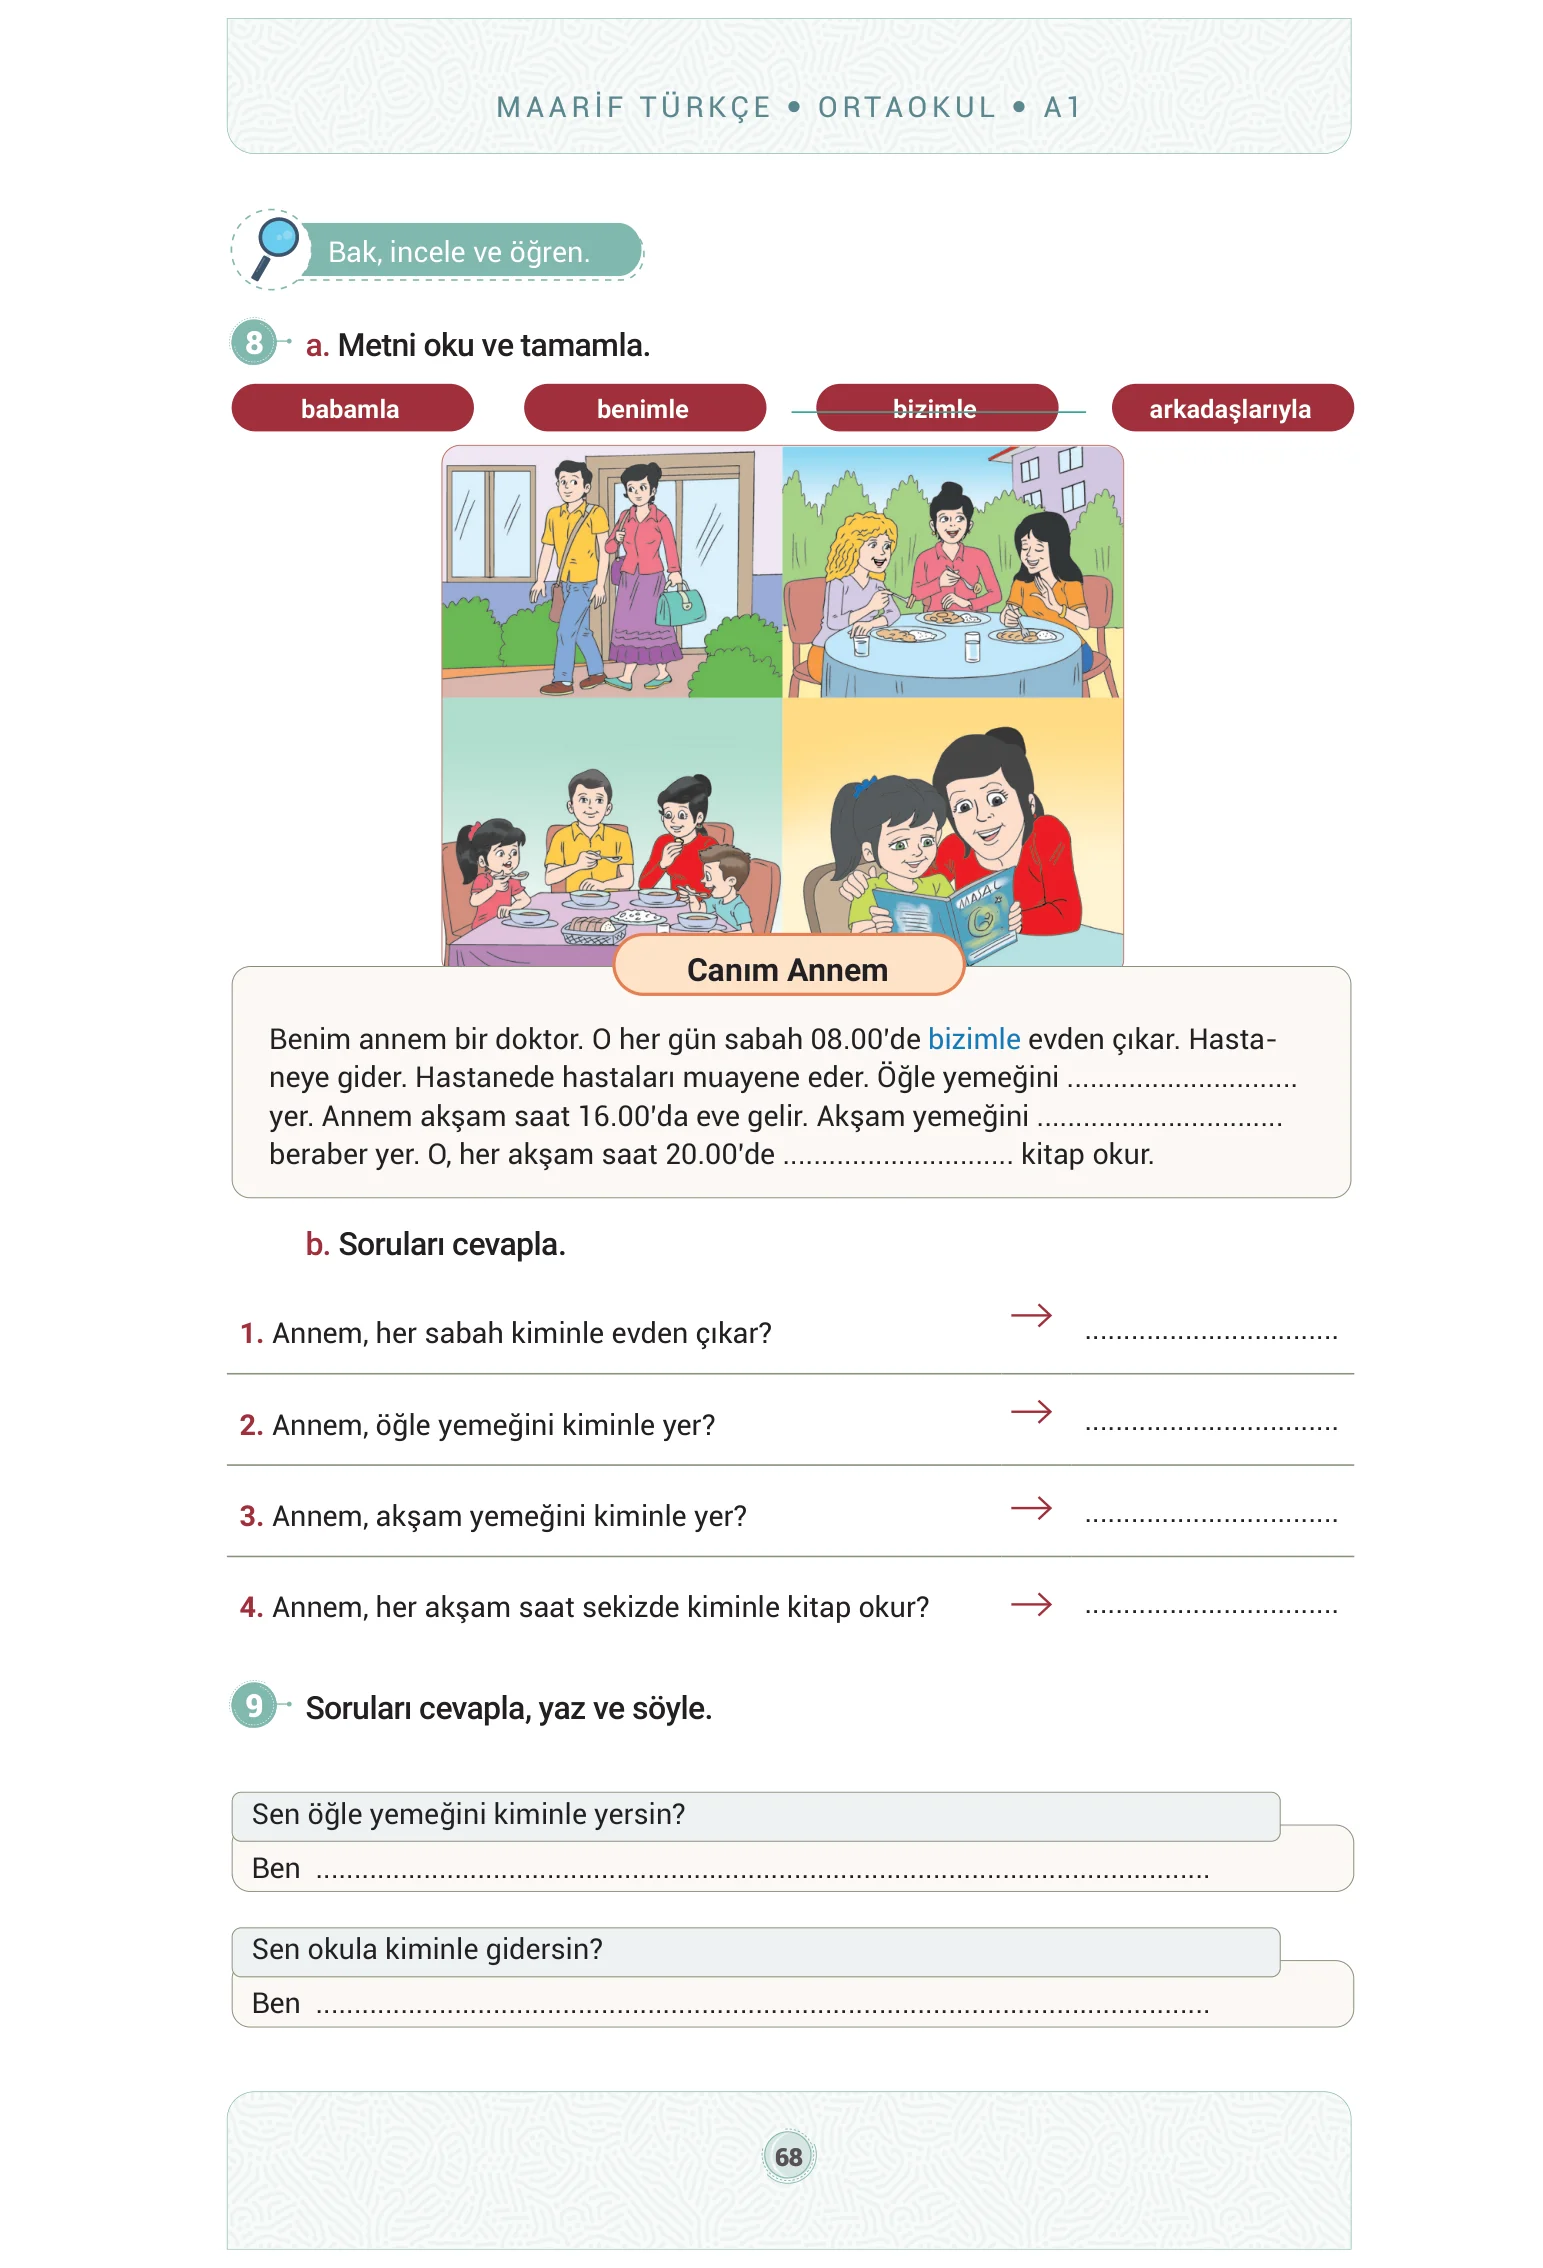 MAARİF TÜRKÇE • ORTAOKUL • A1
Bak, incele ve öğren.
8 a. Metni oku ve tamamla.
babamla benimle bizimle arkadaşlarıyla
MASAL
Canım Annem
Benim annem bir doktor. O her gün sabah 08.00'de bizimle evden çıkar. Hasta-
neye gider. Hastanede hastaları muayene eder. Öğle yemeğini ..............................
yer. Annem akşam saat 16.00'da eve gelir. Akşam yemeğini ................................
beraber yer. O, her akşam saat 20.00'de .............................. kitap okur.
b. Soruları cevapla.
1. Annem, her sabah kiminle evden çıkar? → .................................
2. Annem, öğle yemeğini kiminle yer? → .................................
3. Annem, akşam yemeğini kiminle yer? → .................................
4. Annem, her akşam saat sekizde kiminle kitap okur? → .................................
9 Soruları cevapla, yaz ve söyle.
Sen öğle yemeğini kiminle yersin?
Ben ....................................................................................................................
Sen okula kiminle gidersin?
Ben ....................................................................................................................
68